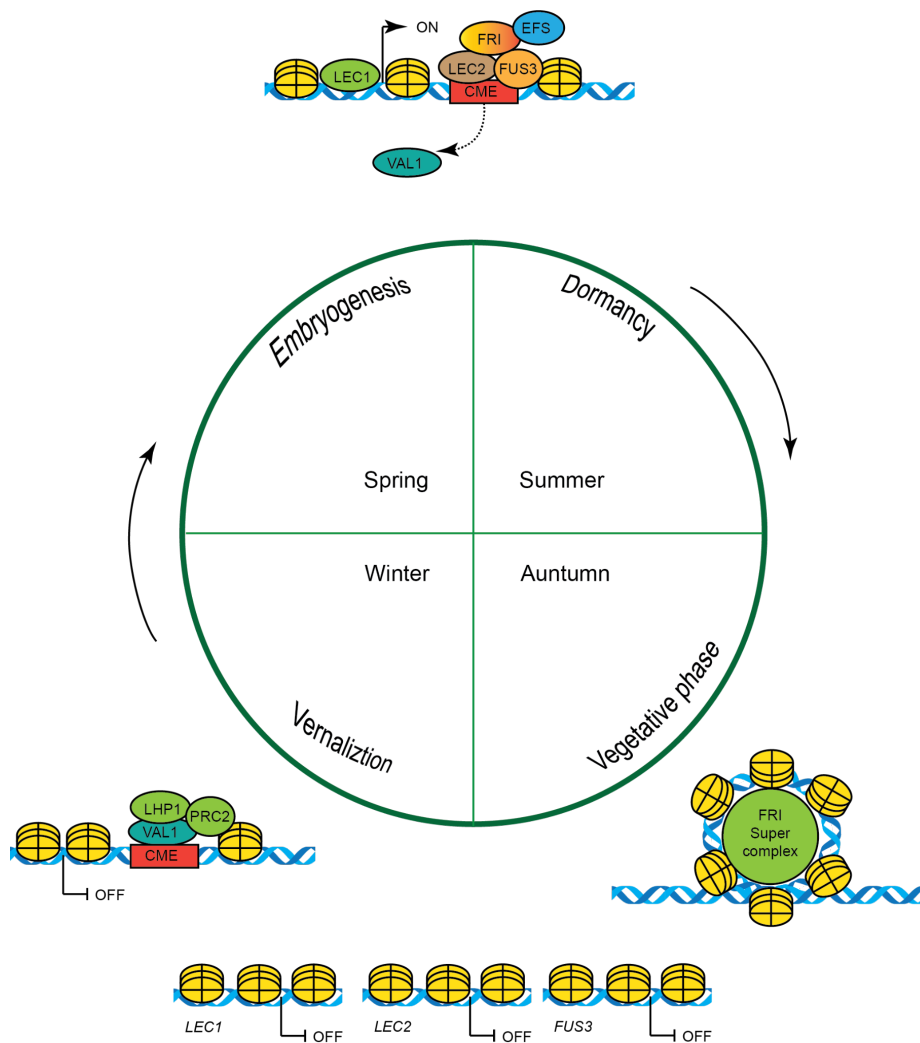 ON
FRI
EFS
LEC1
LEC2
FUS3
CME
VAL1
Embryogenesis
Dormancy
Spring
Summer
Winter
Auntumn
Vernaliztion
Vegetative phase
LHP1
PRC2
VAL1
CME
OFF
FRI
Super
complex
LEC1
OFF
LEC2
OFF
FUS3
OFF